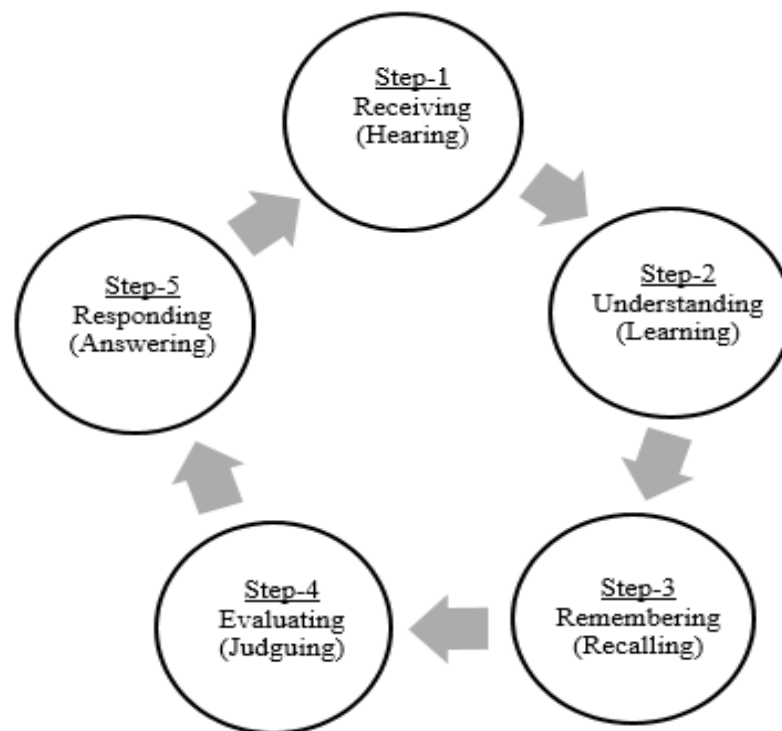 Step-1
Receiving
(Hearing)
Step-2
Understanding
(Learning)
Step-3
Remembering
(Recalling)
Step-4
Evaluating
(Judguing)
Step-5
Responding
(Answering)